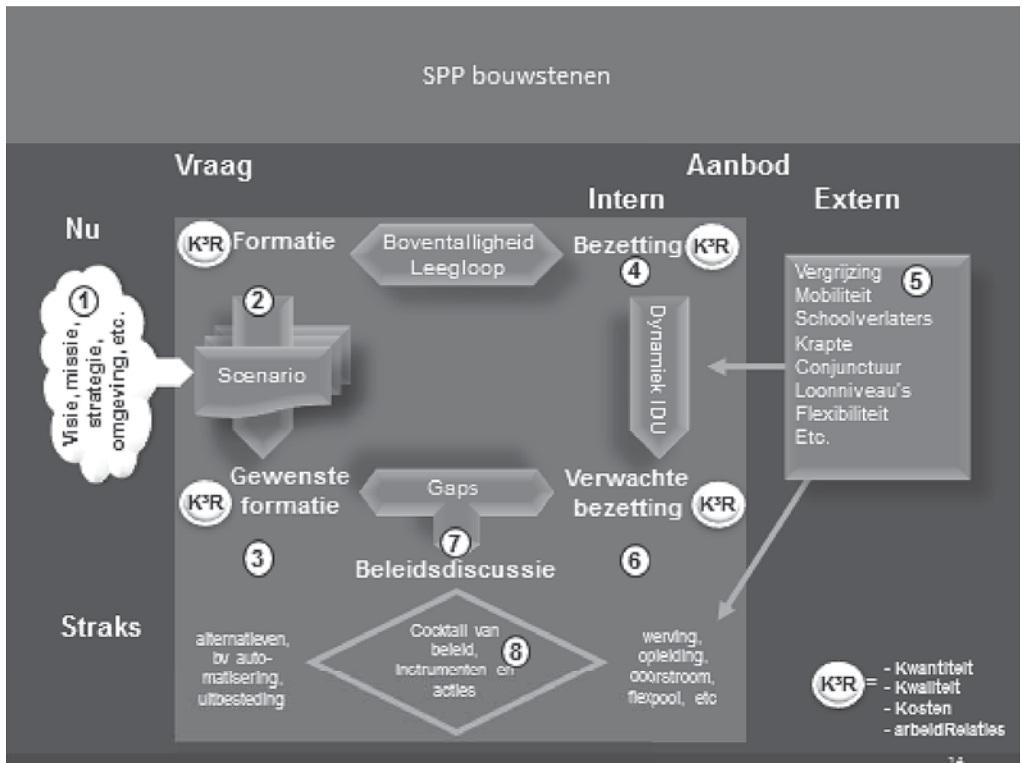 SPP bouwstenen
Vraag
Aanbod
Intern
Extern
Nu
K³R
Formatie
Boventalligheid
Leegloop
Bezetting
K³R
1
Visie, missie,
strategie,
omgeving, etc.
2
Scenario
4
Dynamiek IDU
Vergrijzing
5
Mobiliteit
Schoolverlaters
Krapte
Conjunctuur
Loonniveau's
Flexibiliteit
Etc.
K³R
Gewenste
formatie
Gaps
Verwachte
bezetting
K³R
3
7
6
Beleidsdiscussie
Straks
alternatieven,
bv auto-
matisering,
uitbesteding
Cocktail van
beleid,
instrumenten en
acties
8
werving,
opleiding,
doorstroom,
flexpool, etc
K³R =
- Kwantiteit
- Kwaliteit
- Kosten
- arbeidRelaties